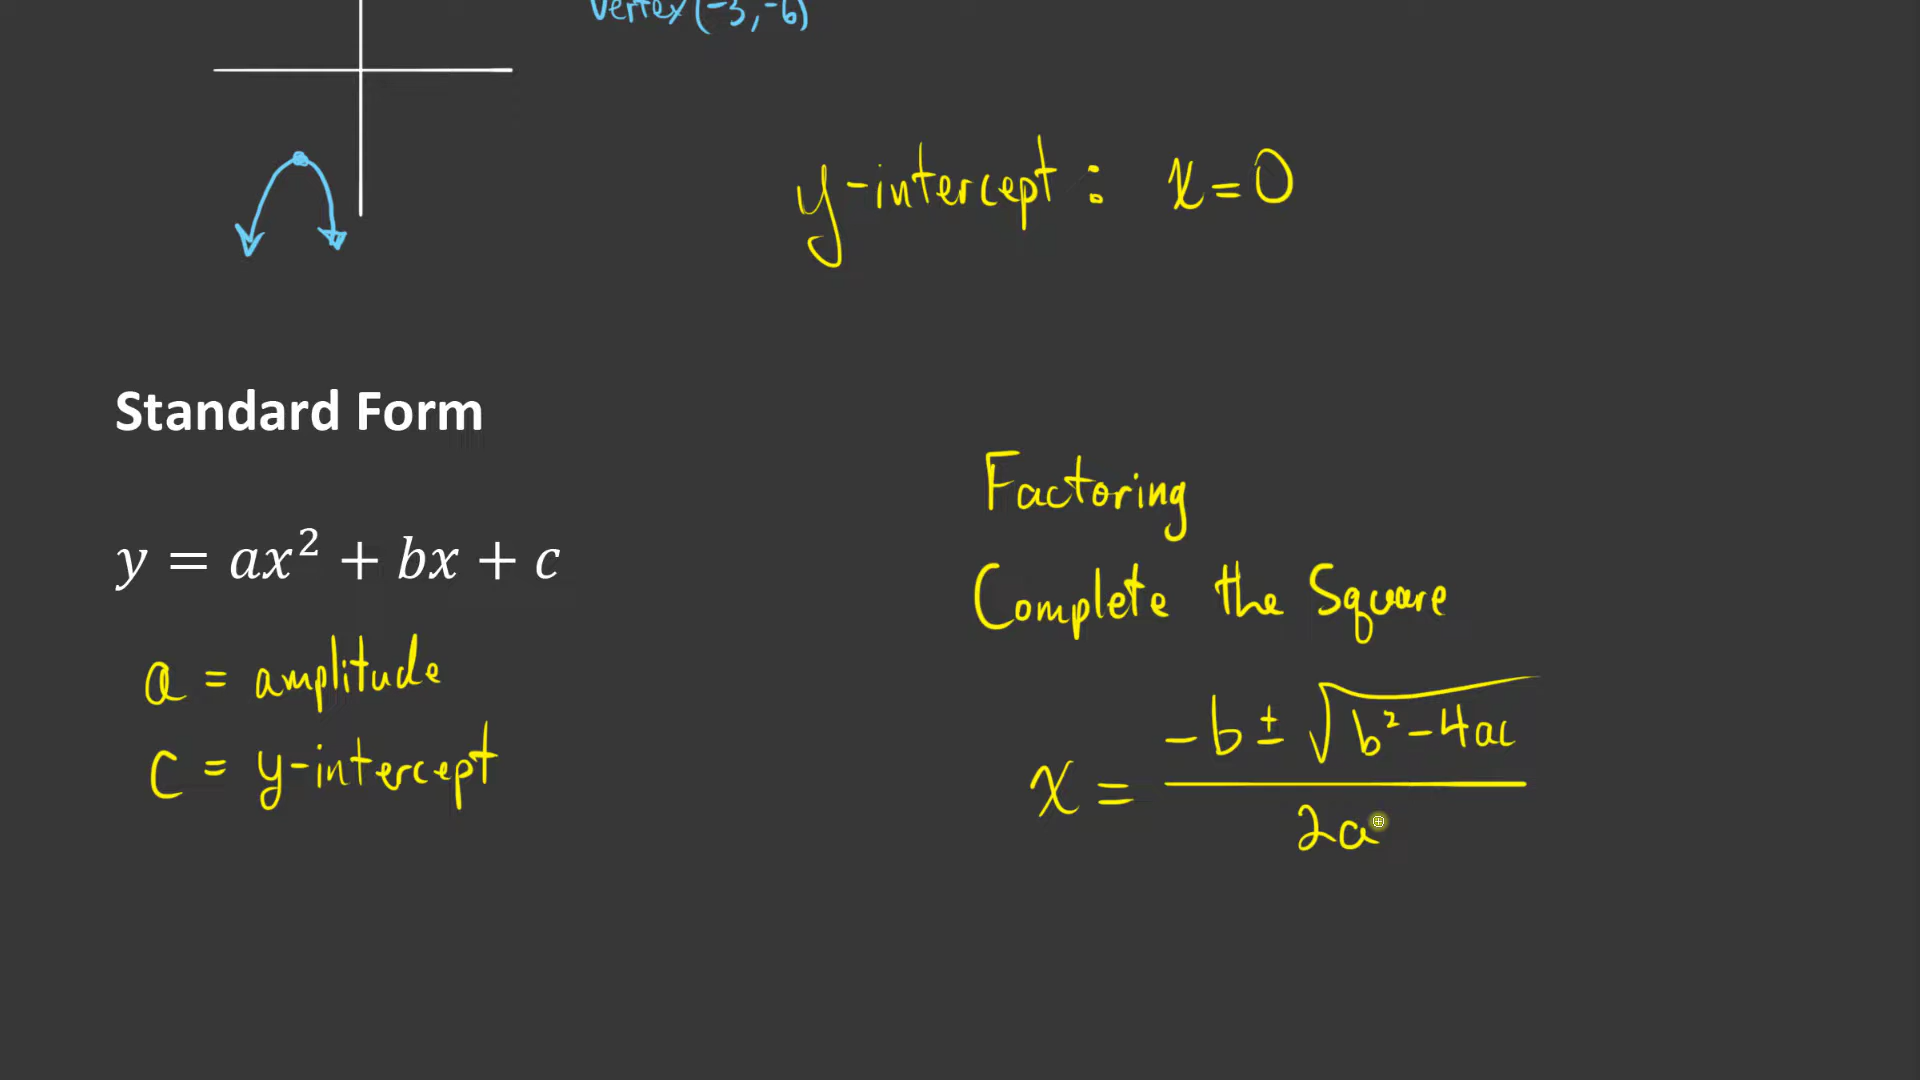 Vertex (-3,-6)
y-intercept: x=0
Standard Form
y = ax² + bx + c
a = amplitude
c = y-intercept
Factoring
Complete the Square
x = (-b ± √(b² - 4ac)) / 2a